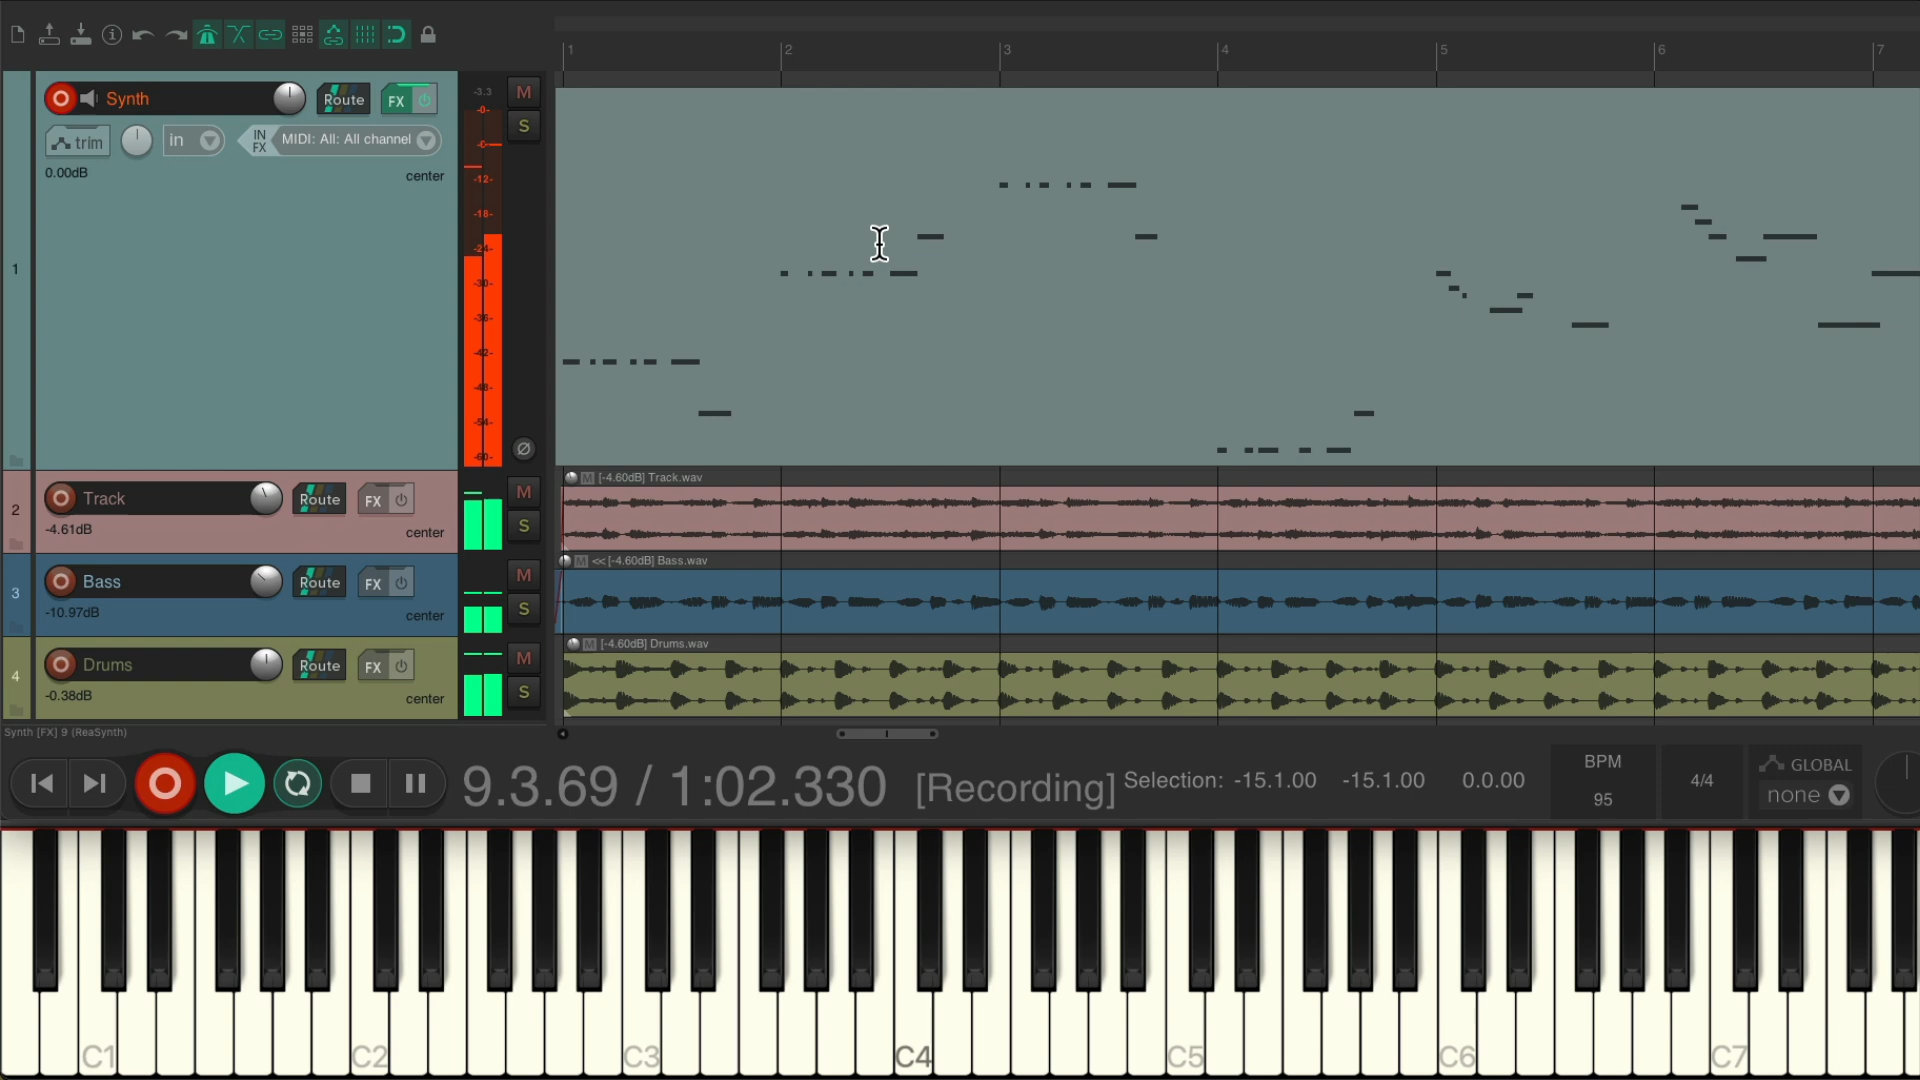 1 2 3 4 5 6 7
Synth Route FX
trim in IN FX MIDI: All: All channel
0.00dB center
1
-3.3 M
-0- S
-12-
-18-
-24-
-30-
-36-
-42-
-48-
-54-
-60- Ø
[-4.60dB] Track.wav
M
2 Track Route FX M
-4.61dB center S
<< [-4.60dB] Bass.wav
M
3 Bass Route FX M
-10.97dB center S
[-4.60dB] Drums.wav
M
4 Drums Route FX M
-0.38dB center S
Synth [FX] 9 (ReaSynth)
9.3.69 / 1:02.330 [Recording] Selection: -15.1.00 -15.1.00 0.0.00
BPM
95
4/4
GLOBAL
none
C1 C2 C3 C4 C5 C6 C7